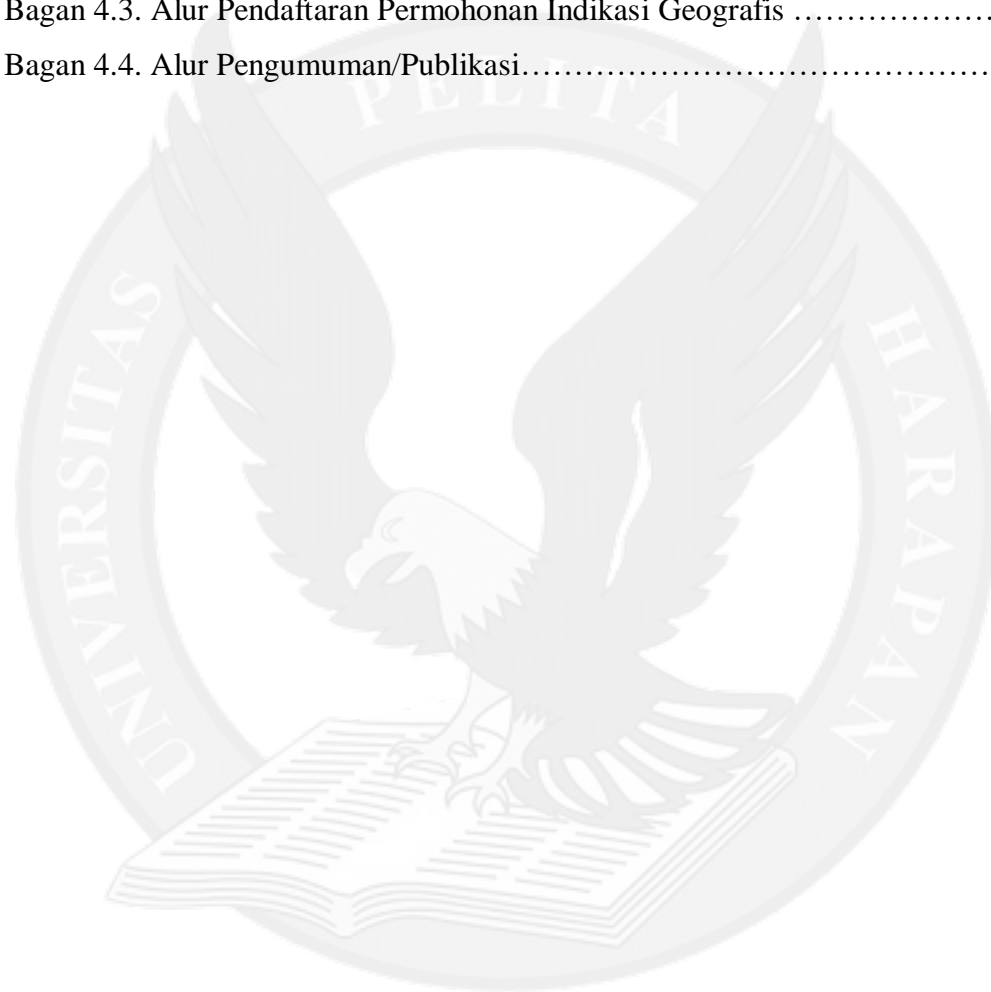 Bagan 4.3. Alur Pendaftaran Permohonan Indikasi Geografis …………………
Bagan 4.4. Alur Pengumuman/Publikasi………………………………………
UNIVERSITAS PELITA HARAPAN